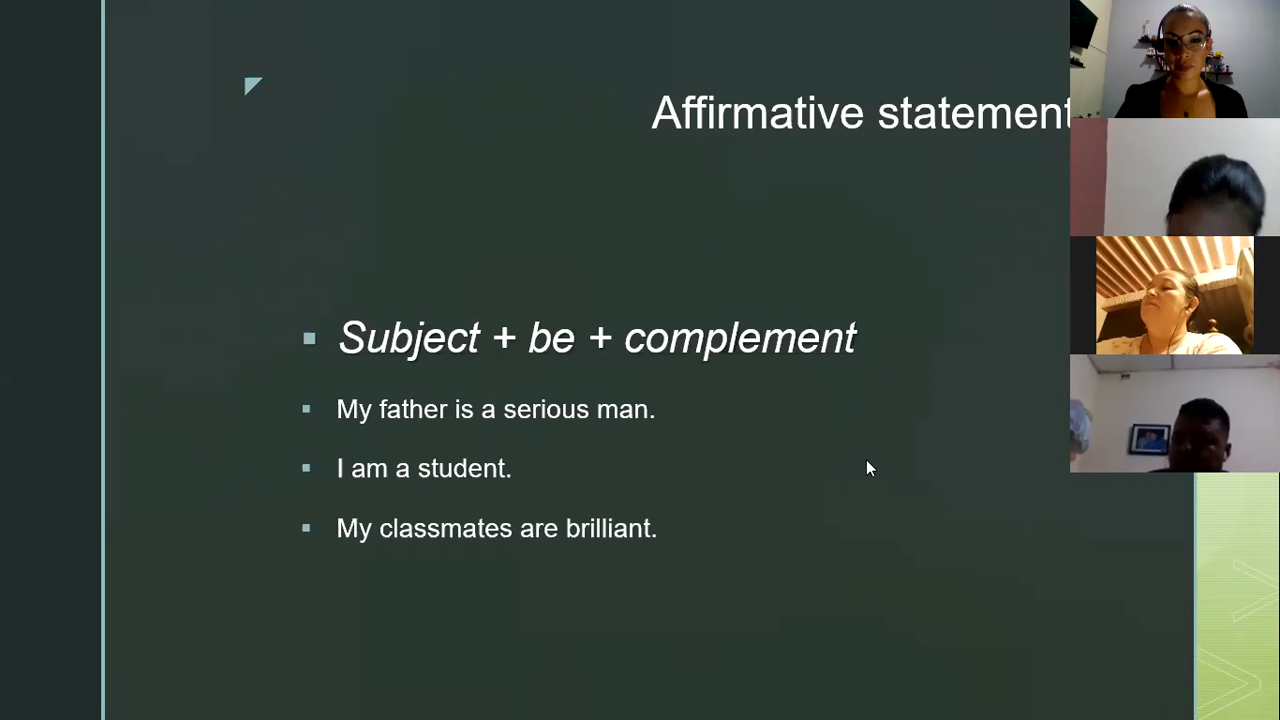 Affirmative statement
Subject + be + complement
My father is a serious man.
I am a student.
My classmates are brilliant.